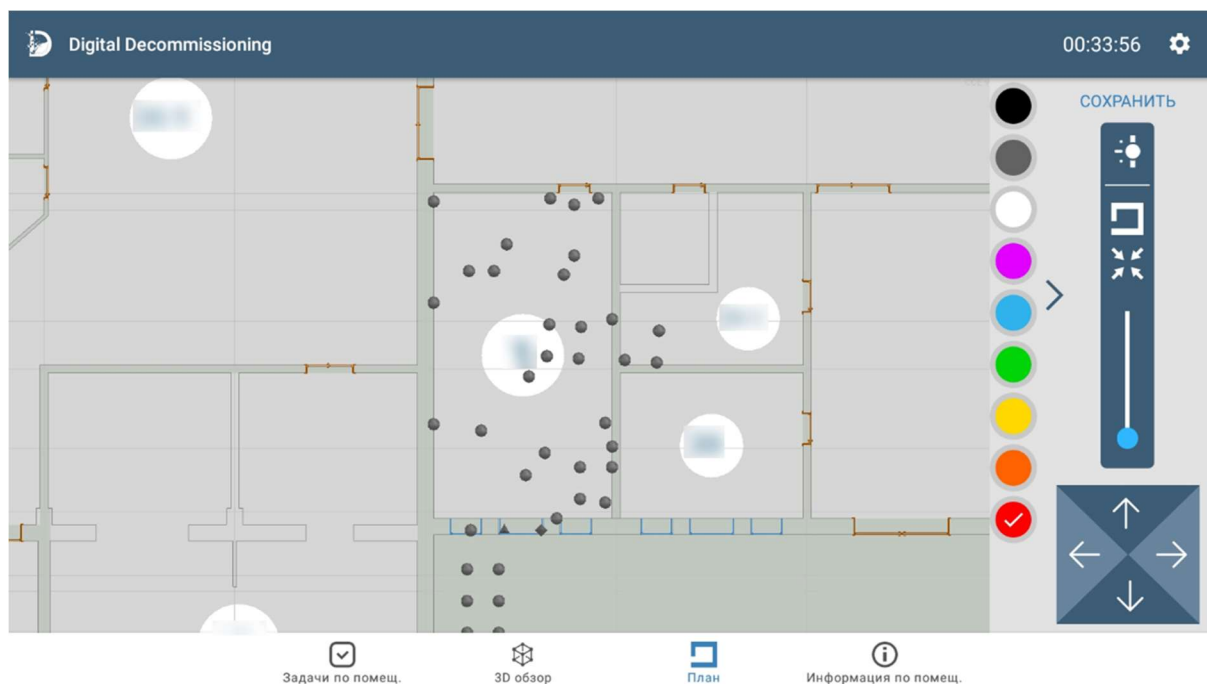 Digital Decommissioning
00:33:56
СОХРАНИТЬ
Задачи по помещ.
3D обзор
План
Информация по помещ.